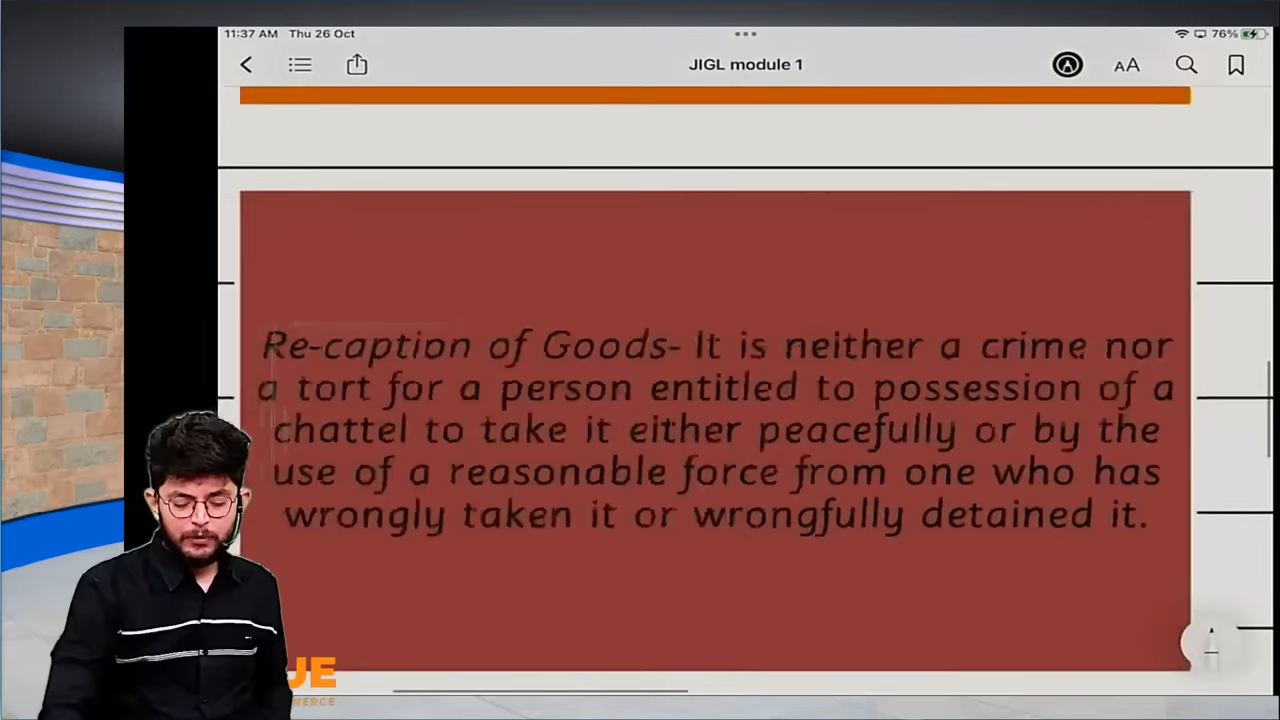 11:37 AM Thu 26 Oct
76%
JIGL module 1
AA
Re-caption of Goods- It is neither a crime nor
a tort for a person entitled to possession of a
chattel to take it either peacefully or by the
use of a reasonable force from one who has
wrongly taken it or wrongfully detained it.
UE
MERCE